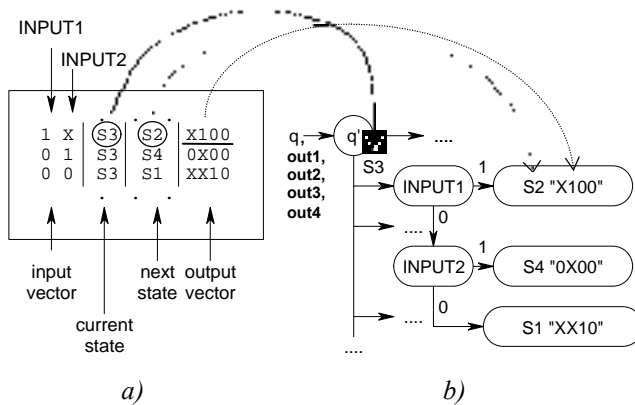 INPUT1
INPUT2
. . .
1 X S3 S2 X100
0 1 S3 S4 0X00
0 0 S3 S1 XX10
. . .
input vector
current state
next state
output vector
a)
q,
out1,
out2,
out3,
out4
q'
....
S3
INPUT1
1
S2 "X100"
0
....
INPUT2
1
S4 "0X00"
0
....
S1 "XX10"
....
b)